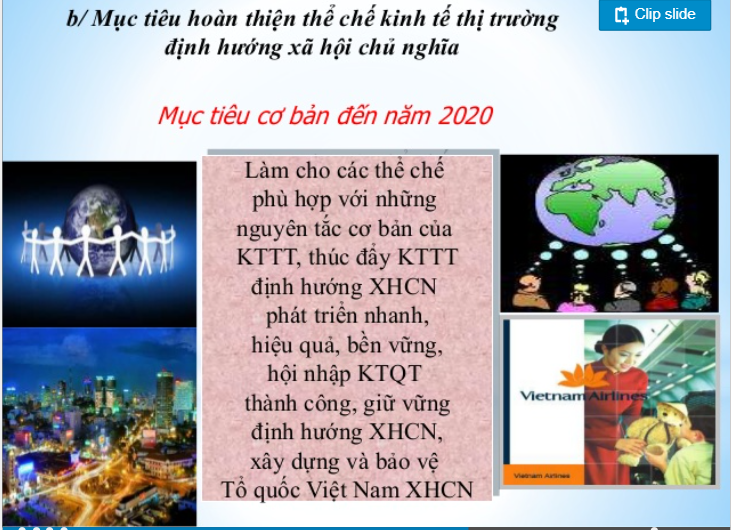 b/ Mục tiêu hoàn thiện thể chế kinh tế thị trường
định hướng xã hội chủ nghĩa
Clip slide
Mục tiêu cơ bản đến năm 2020
Làm cho các thể chế
phù hợp với những
nguyên tắc cơ bản của
KTTT, thúc đẩy KTTT
định hướng XHCN
phát triển nhanh,
hiệu quả, bền vững,
hội nhập KTQT
thành công, giữ vững
định hướng XHCN,
xây dựng và bảo vệ
Tổ quốc Việt Nam XHCN
Vietnam Airlines
Vietnam Airlines